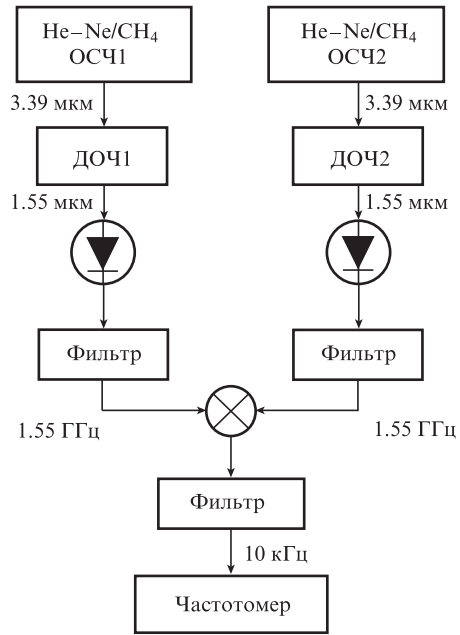 He–Ne/CH4
ОСЧ1
He–Ne/CH4
ОСЧ2
3.39 мкм
3.39 мкм
ДОЧ1
ДОЧ2
1.55 мкм
1.55 мкм
Фильтр
Фильтр
1.55 ГГц
1.55 ГГц
Фильтр
10 кГц
Частотомер